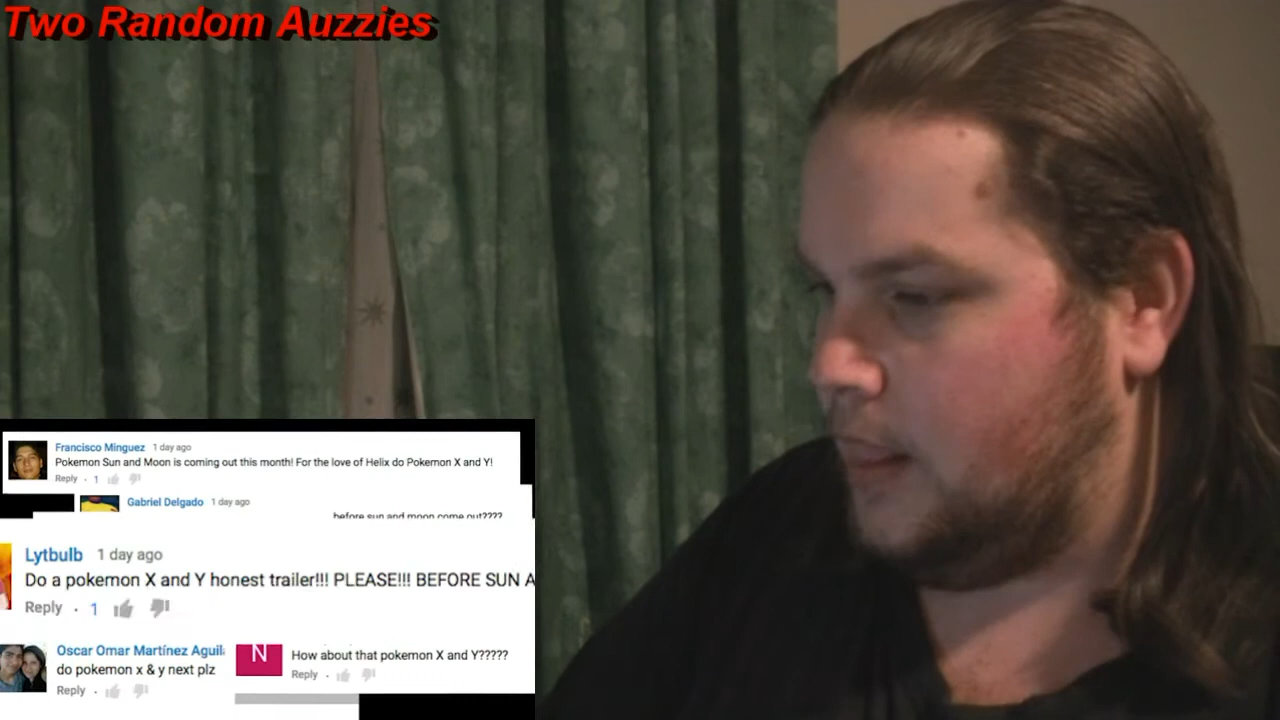 Two Random Auzzies
Francisco Minguez 1 day ago
Pokemon Sun and Moon is coming out this month! For the love of Helix do Pokemon X and Y!
Reply · 1
Gabriel Delgado 1 day ago
before sun and moon come out????
Lytbulb 1 day ago
Do a pokemon X and Y honest trailer!!! PLEASE!!! BEFORE SUN A
Reply · 1
Oscar Omar Martínez Aguil
do pokemon x & y next plz
Reply ·
N
How about that pokemon X and Y?????
Reply ·